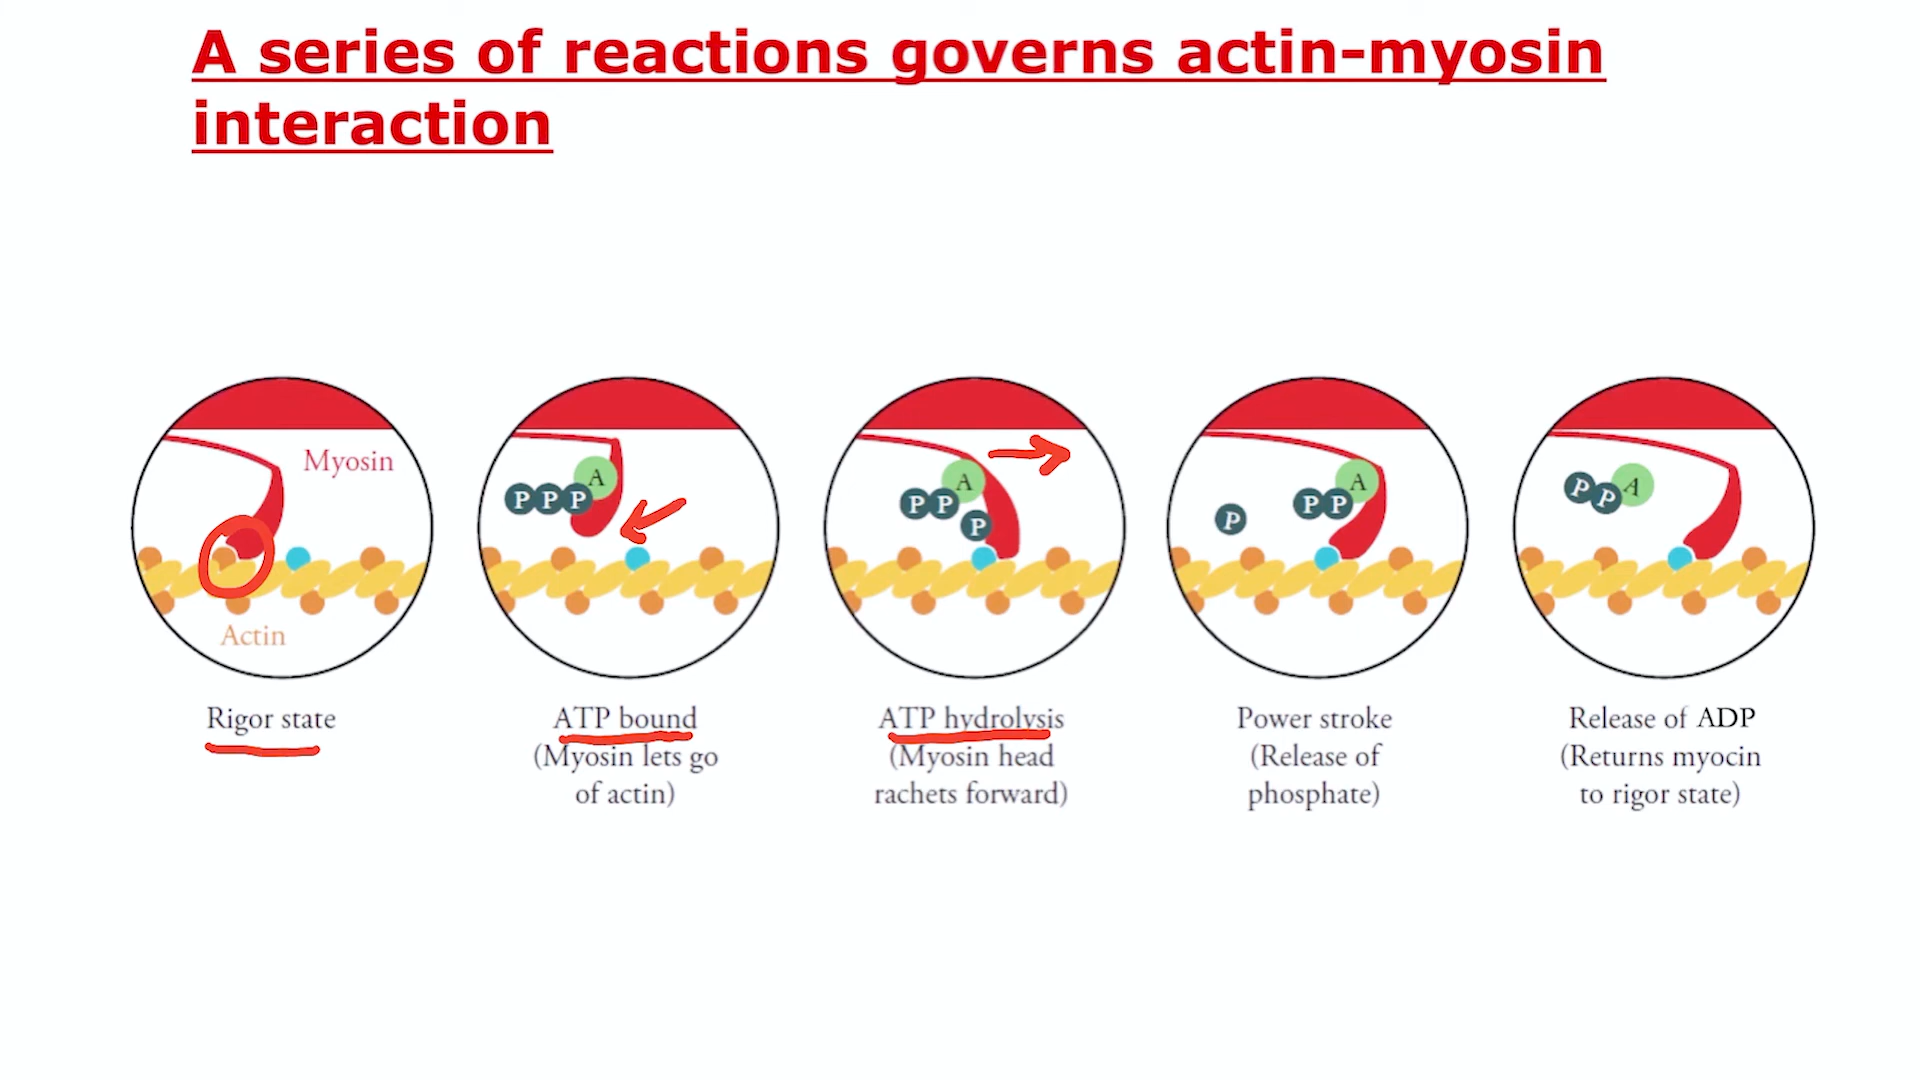 A series of reactions governs actin-myosin
interaction
Myosin
Actin
Rigor state
A
P P P
ATP bound
(Myosin lets go
of actin)
A
P P
P
ATP hydrolysis
(Myosin head
rachets forward)
A
P P
P
Power stroke
(Release of
phosphate)
P P A
Release of ADP
(Returns myocin
to rigor state)